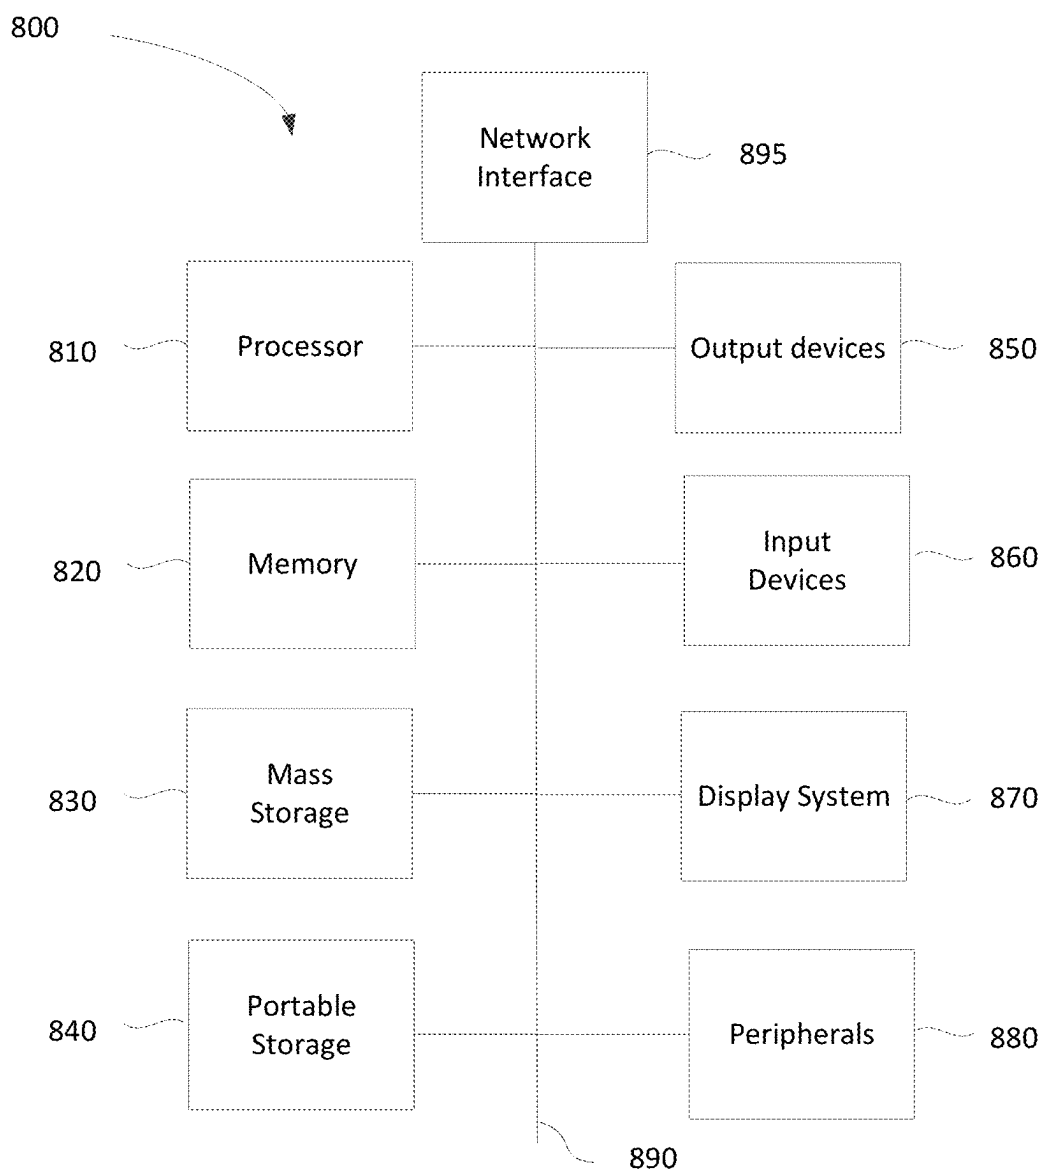 800
Network
Interface
895
810
Processor
Output devices
850
820
Memory
Input
Devices
860
830
Mass
Storage
Display System
870
840
Portable
Storage
Peripherals
880
890